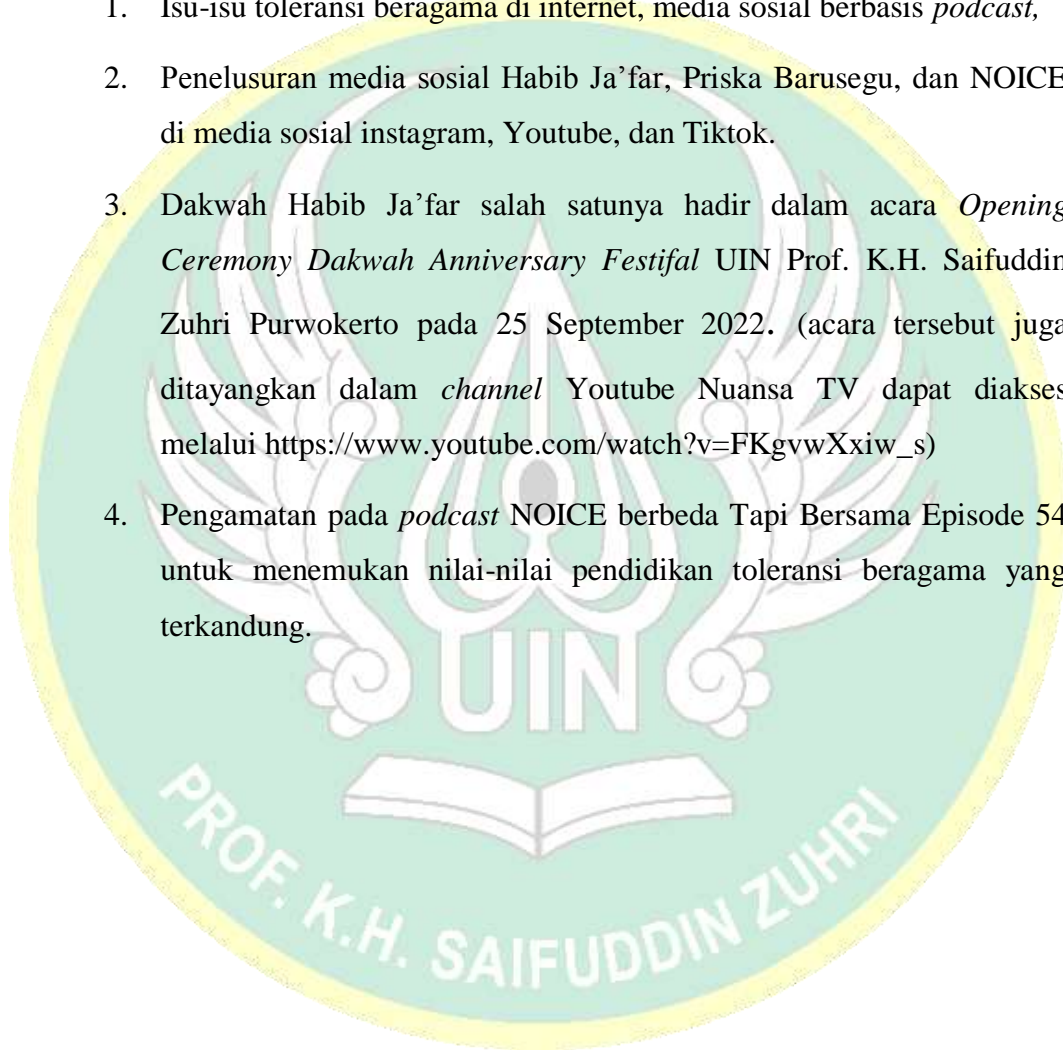 1. Isu-isu toleransi beragama di internet, media sosial berbasis podcast,
2. Penelusuran media sosial Habib Ja’far, Priska Barusegu, dan NOICE
di media sosial instagram, Youtube, dan Tiktok.
3. Dakwah Habib Ja’far salah satunya hadir dalam acara Opening
Ceremony Dakwah Anniversary Festifal UIN Prof. K.H. Saifuddin
Zuhri Purwokerto pada 25 September 2022. (acara tersebut juga
ditayangkan dalam channel Youtube Nuansa TV dapat diakses
melalui https://www.youtube.com/watch?v=FKgvwXxiw_s)
4. Pengamatan pada podcast NOICE berbeda Tapi Bersama Episode 54
untuk menemukan nilai-nilai pendidikan toleransi beragama yang
terkandung.
UIN
PROF. K.H. SAIFUDDIN ZUHRI